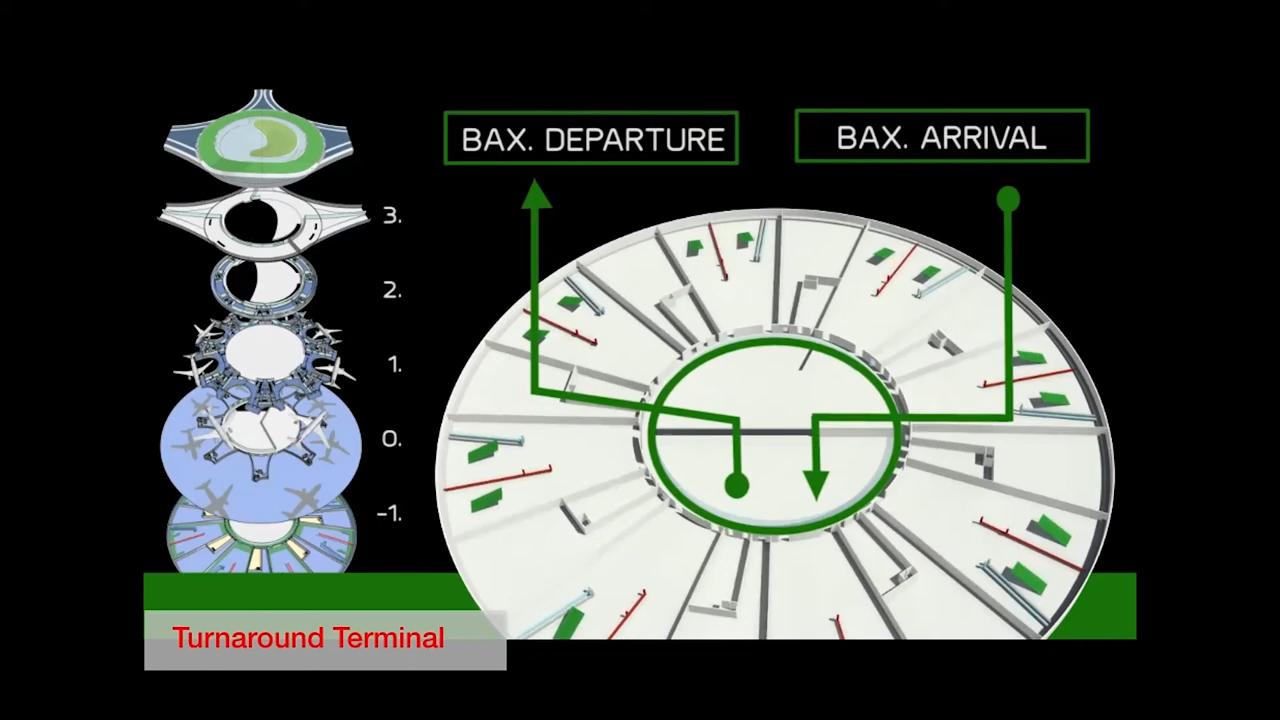 BAX. DEPARTURE
BAX. ARRIVAL
3.
2.
1.
0.
-1.
Turnaround Terminal